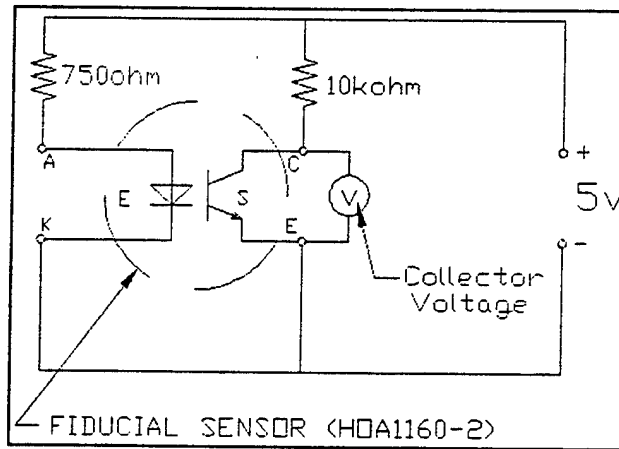 750ohm
10kohm
A
C
+
E
S
V
5v
K
E
-
Collector
Voltage
FIDUCIAL SENSOR (HOA1160-2)